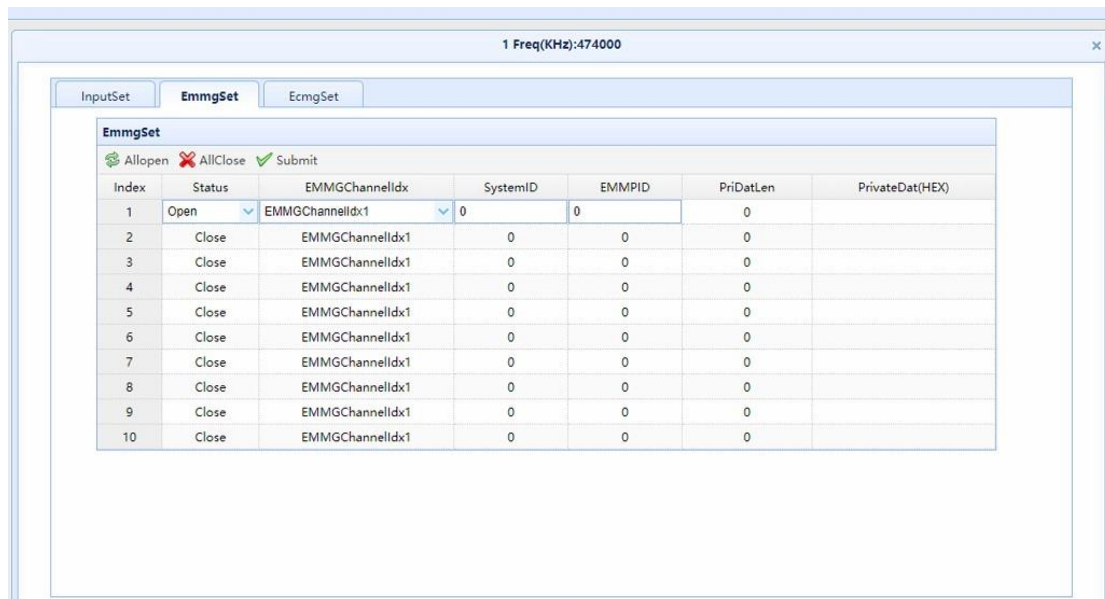 1 Freq(KHz):474000
InputSet EmmgSet EcmgSet
EmmgSet
Allopen AllClose Submit
Index Status EMMGChannelIdx SystemID EMMPID PriDatLen PrivateDat(HEX)
1 Open EMMGChannelIdx1 0 0 0
2 Close EMMGChannelIdx1 0 0 0
3 Close EMMGChannelIdx1 0 0 0
4 Close EMMGChannelIdx1 0 0 0
5 Close EMMGChannelIdx1 0 0 0
6 Close EMMGChannelIdx1 0 0 0
7 Close EMMGChannelIdx1 0 0 0
8 Close EMMGChannelIdx1 0 0 0
9 Close EMMGChannelIdx1 0 0 0
10 Close EMMGChannelIdx1 0 0 0